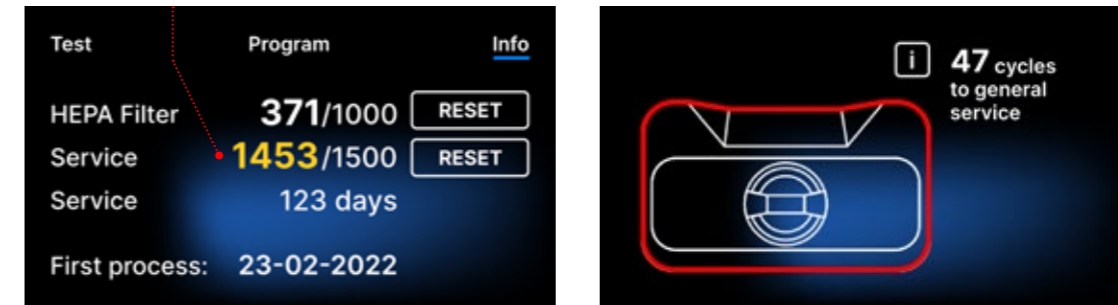 Test Program Info
HEPA Filter 371/1000 RESET
Service 1453/1500 RESET
Service 123 days
First process: 23-02-2022
i 47 cycles
to general
service